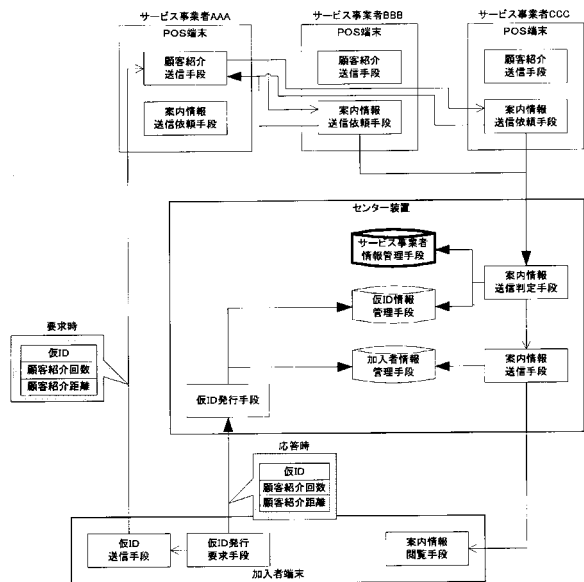 サービス事業者AAA
サービス事業者BBB
サービス事業者CCC
POS端末
POS端末
POS端末
顧客紹介
送信手段
顧客紹介
送信手段
顧客紹介
送信手段
案内情報
送信依頼手段
案内情報
送信依頼手段
案内情報
送信依頼手段
センター装置
サービス事業者
情報管理手段
案内情報
送信判定手段
仮ID情報
管理手段
要求時
仮ID
顧客紹介回数
顧客紹介距離
加入者情報
管理手段
案内情報
送信手段
仮ID発行手段
応答時
仮ID
顧客紹介回数
顧客紹介距離
仮ID
送信手段
仮ID発行
要求手段
案内情報
閲覧手段
加入者端末